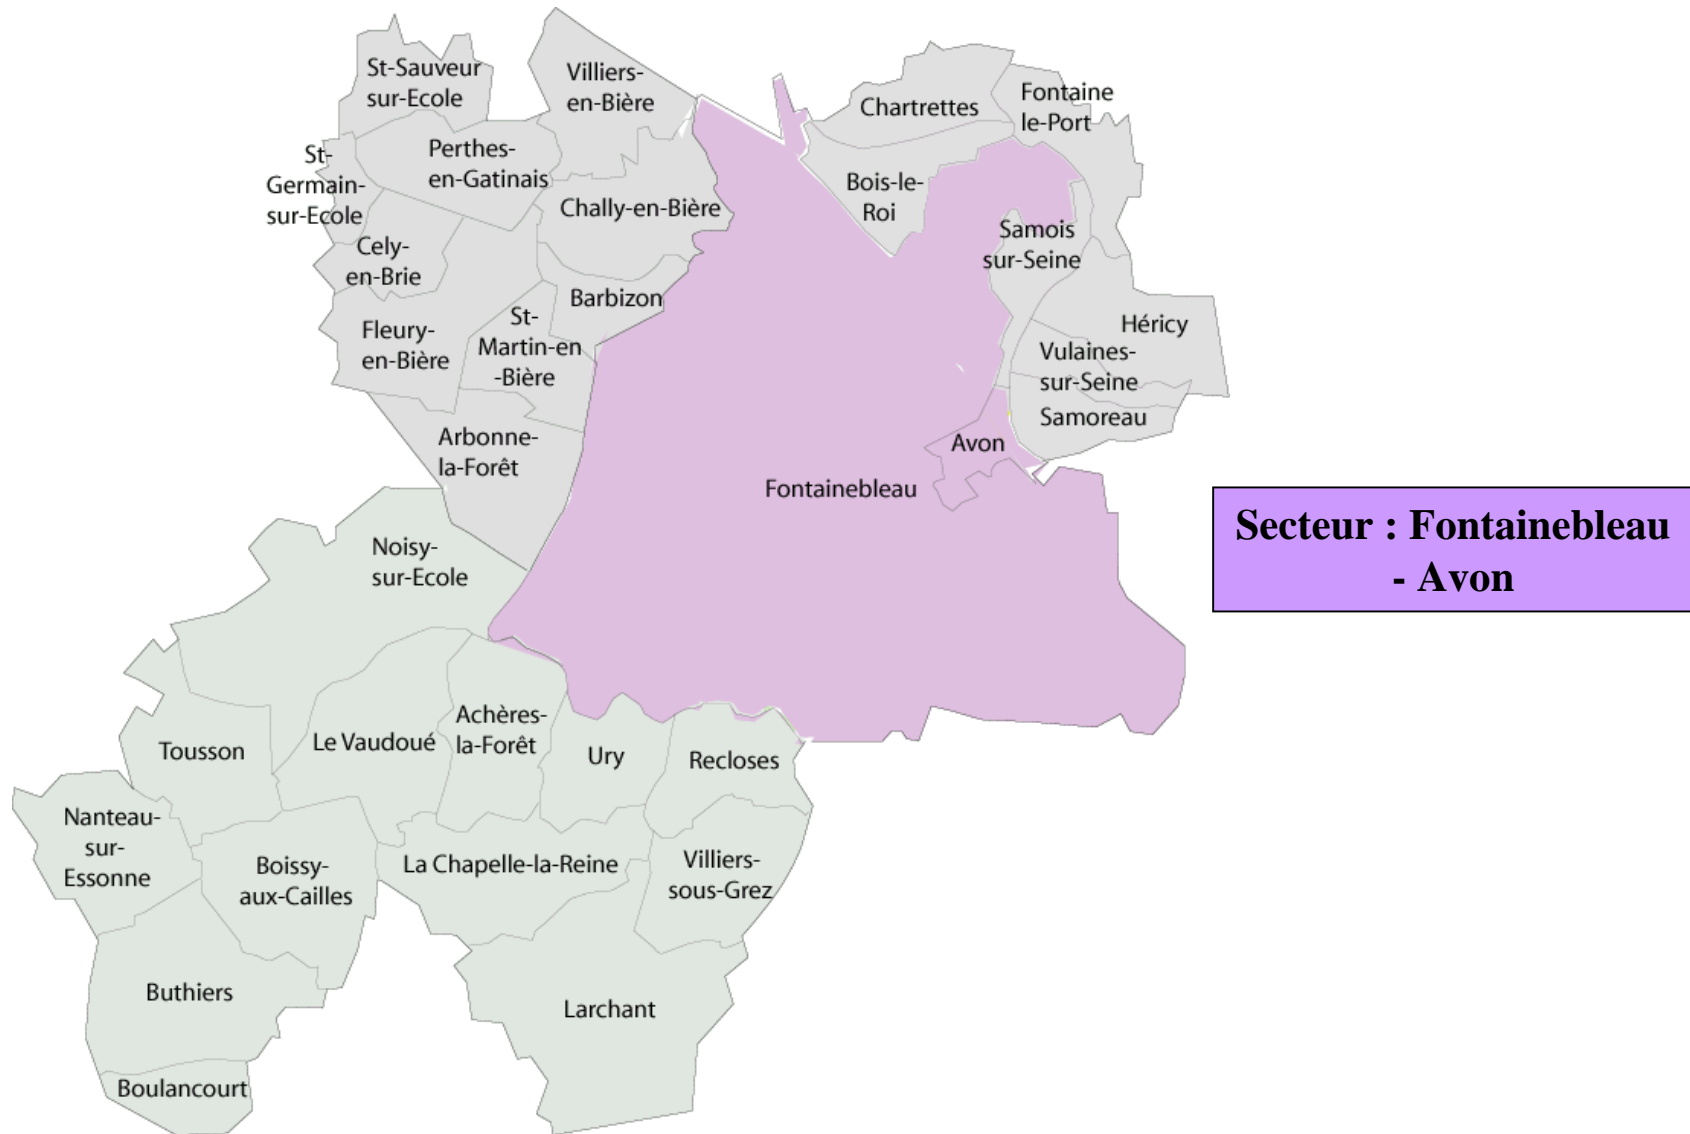 St-Sauveur
sur-Ecole
Villiers-
en-Bière
Chartrettes
Fontaine
le-Port
St-
Germain-
sur-Ecole
Perthes-
en-Gatinais
Chally-en-Bière
Bois-le-
Roi
Samois
sur-Seine
Cely-
en-Brie
Barbizon
Fleury-
en-Bière
St-
Martin-en
-Bière
Héricy
Vulaines-
sur-Seine
Samoreau
Arbonne-
la-Forêt
Avon
Fontainebleau
Secteur : Fontainebleau
- Avon
Noisy-
sur-Ecole
Tousson
Le Vaudoué
Achères-
la-Forêt
Ury
Recloses
Nanteau-
sur-
Essonne
Boissy-
aux-Cailles
La Chapelle-la-Reine
Villiers-
sous-Grez
Buthiers
Larchant
Boulancourt